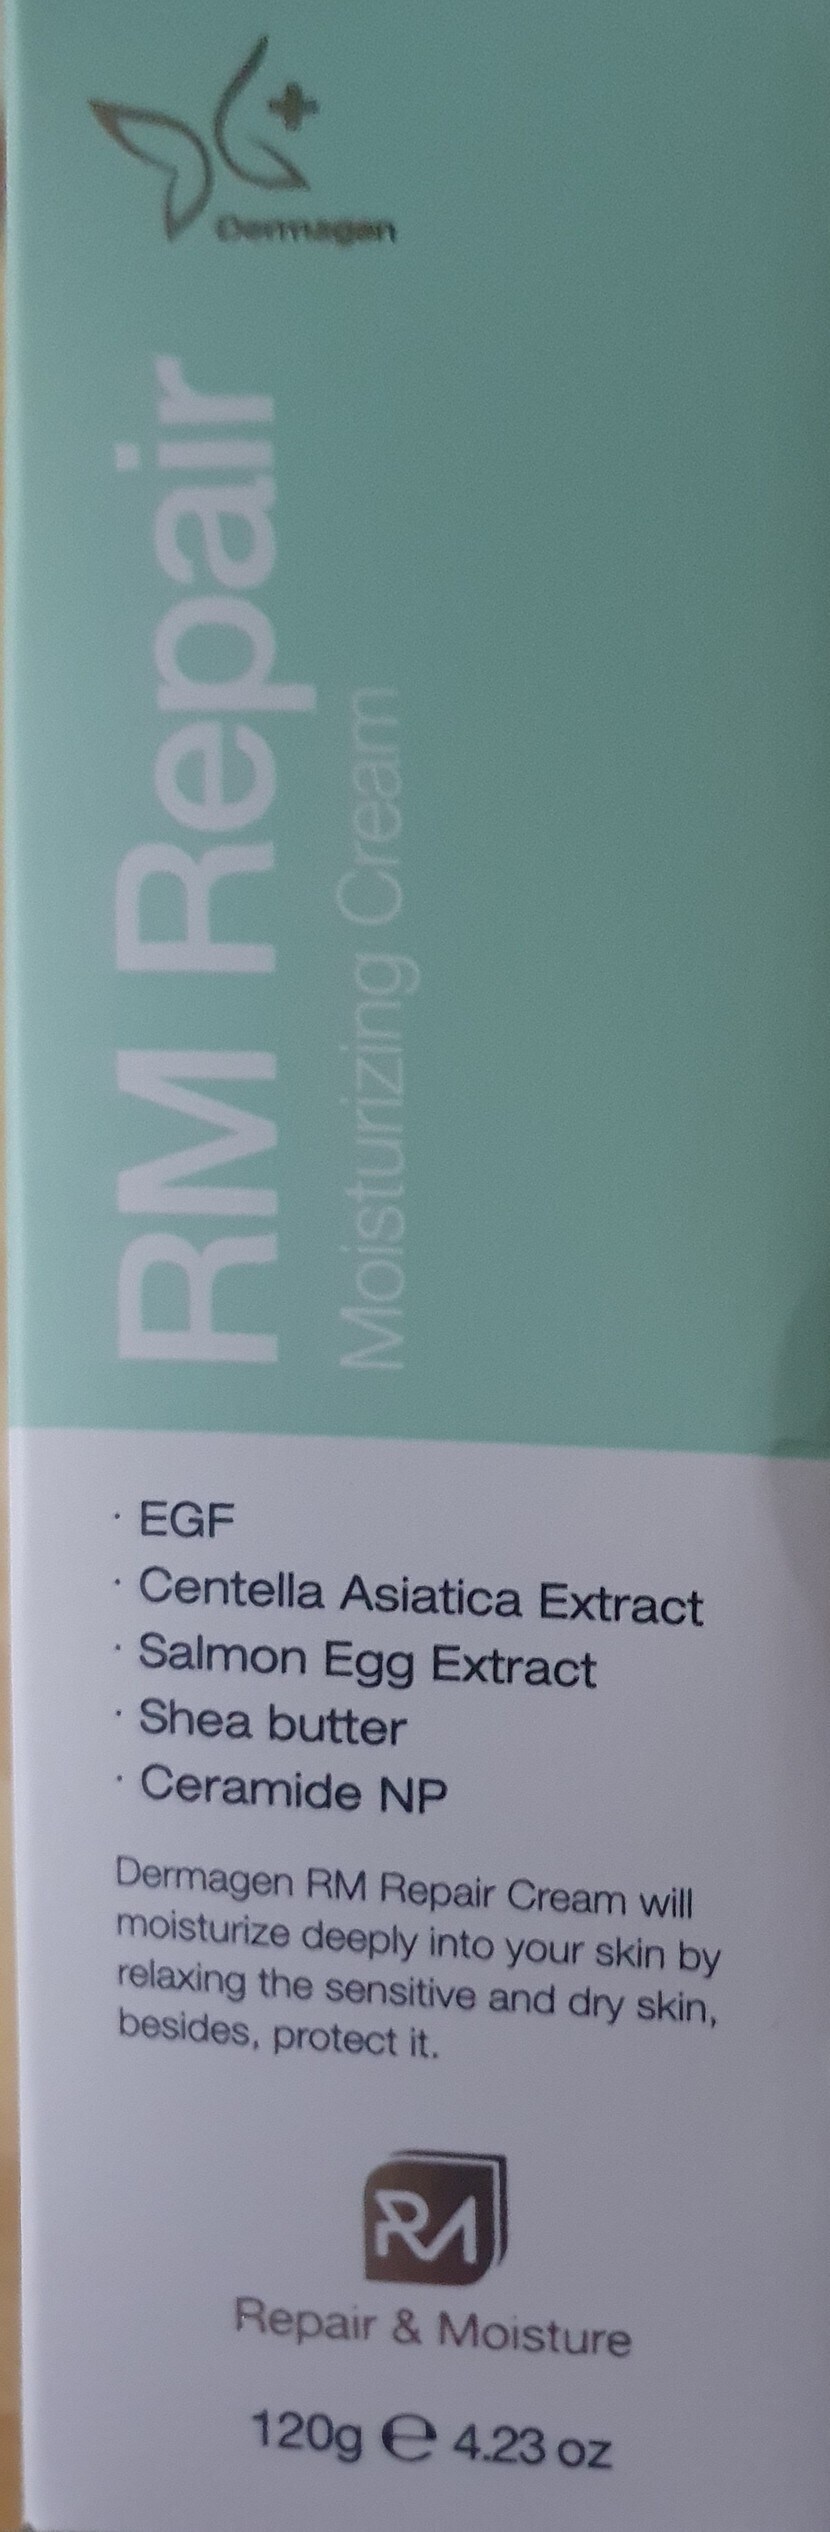 Dermagen
RM Repair
Moisturizing Cream
· EGF
· Centella Asiatica Extract
· Salmon Egg Extract
· Shea butter
· Ceramide NP
Dermagen RM Repair Cream will
moisturize deeply into your skin by
relaxing the sensitive and dry skin,
besides, protect it.
RM
Repair & Moisture
120g ℮ 4.23 oz